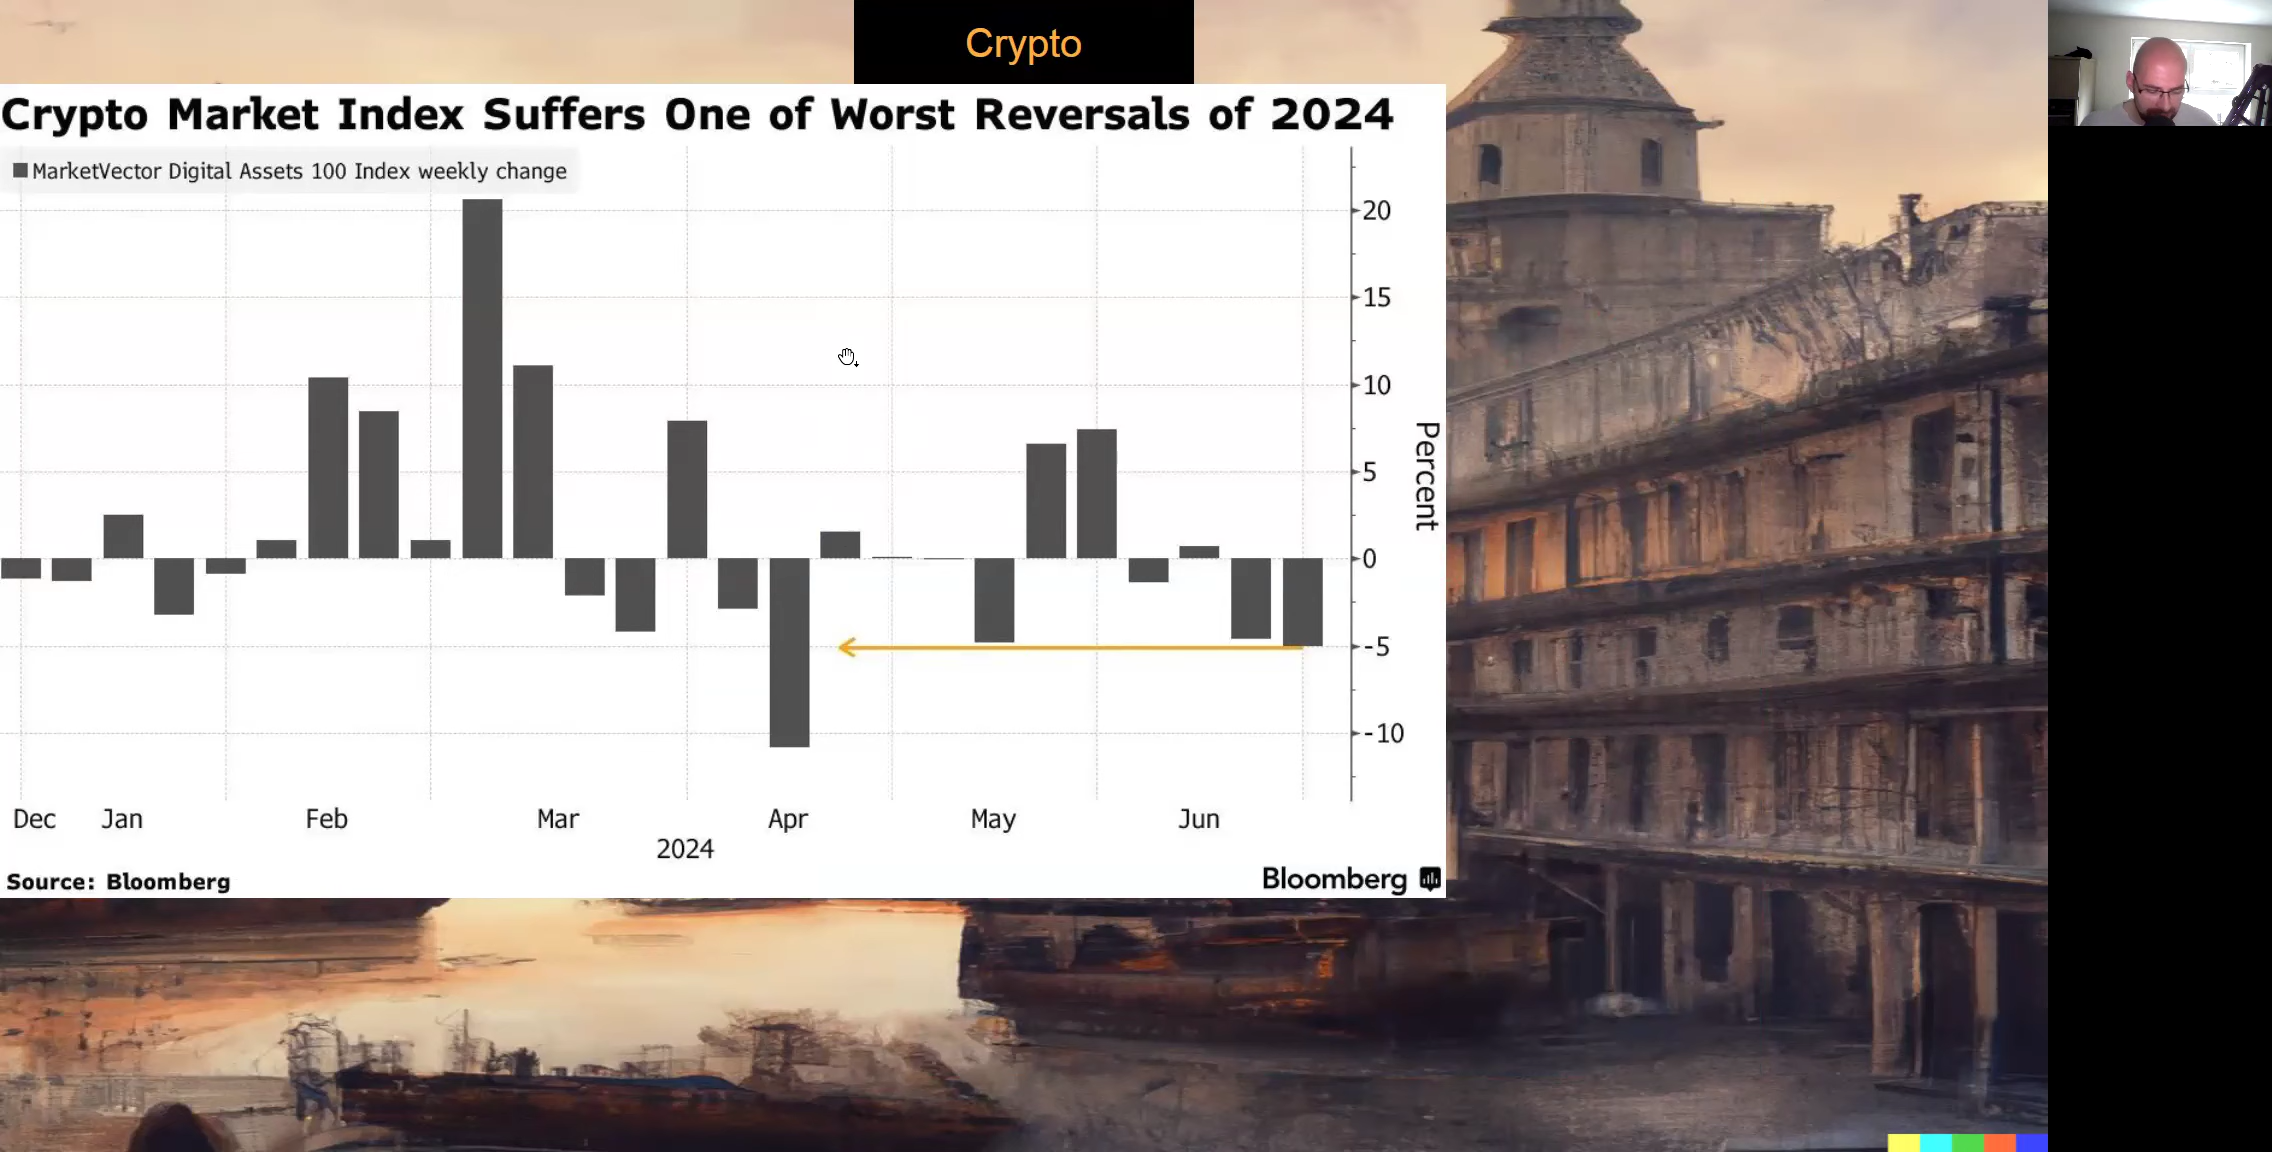 Crypto
Crypto Market Index Suffers One of Worst Reversals of 2024
MarketVector Digital Assets 100 Index weekly change
20
15
10
5
0
-5
-10
Percent
Dec Jan Feb Mar Apr May Jun
2024
Source: Bloomberg
Bloomberg